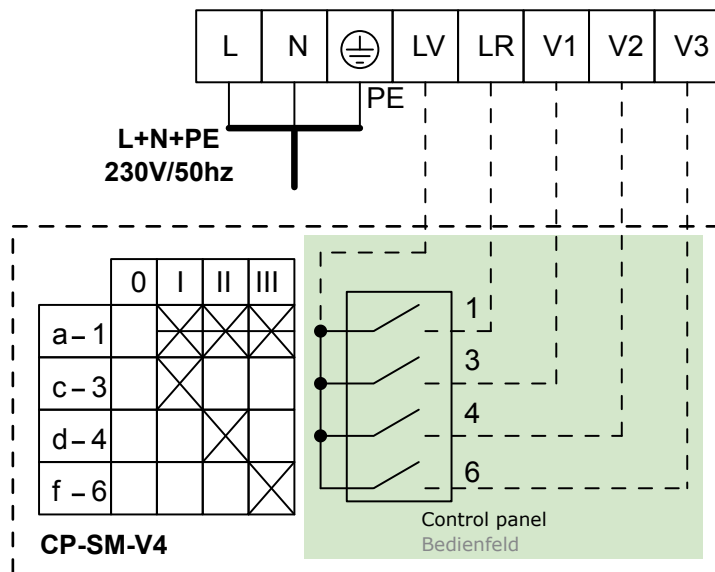 L N LV LR V1 V2 V3
PE
L+N+PE
230V/50hz
0 I II III
a-1
c-3
d-4
f-6
1
3
4
6
Control panel
Bedienfeld
CP-SM-V4